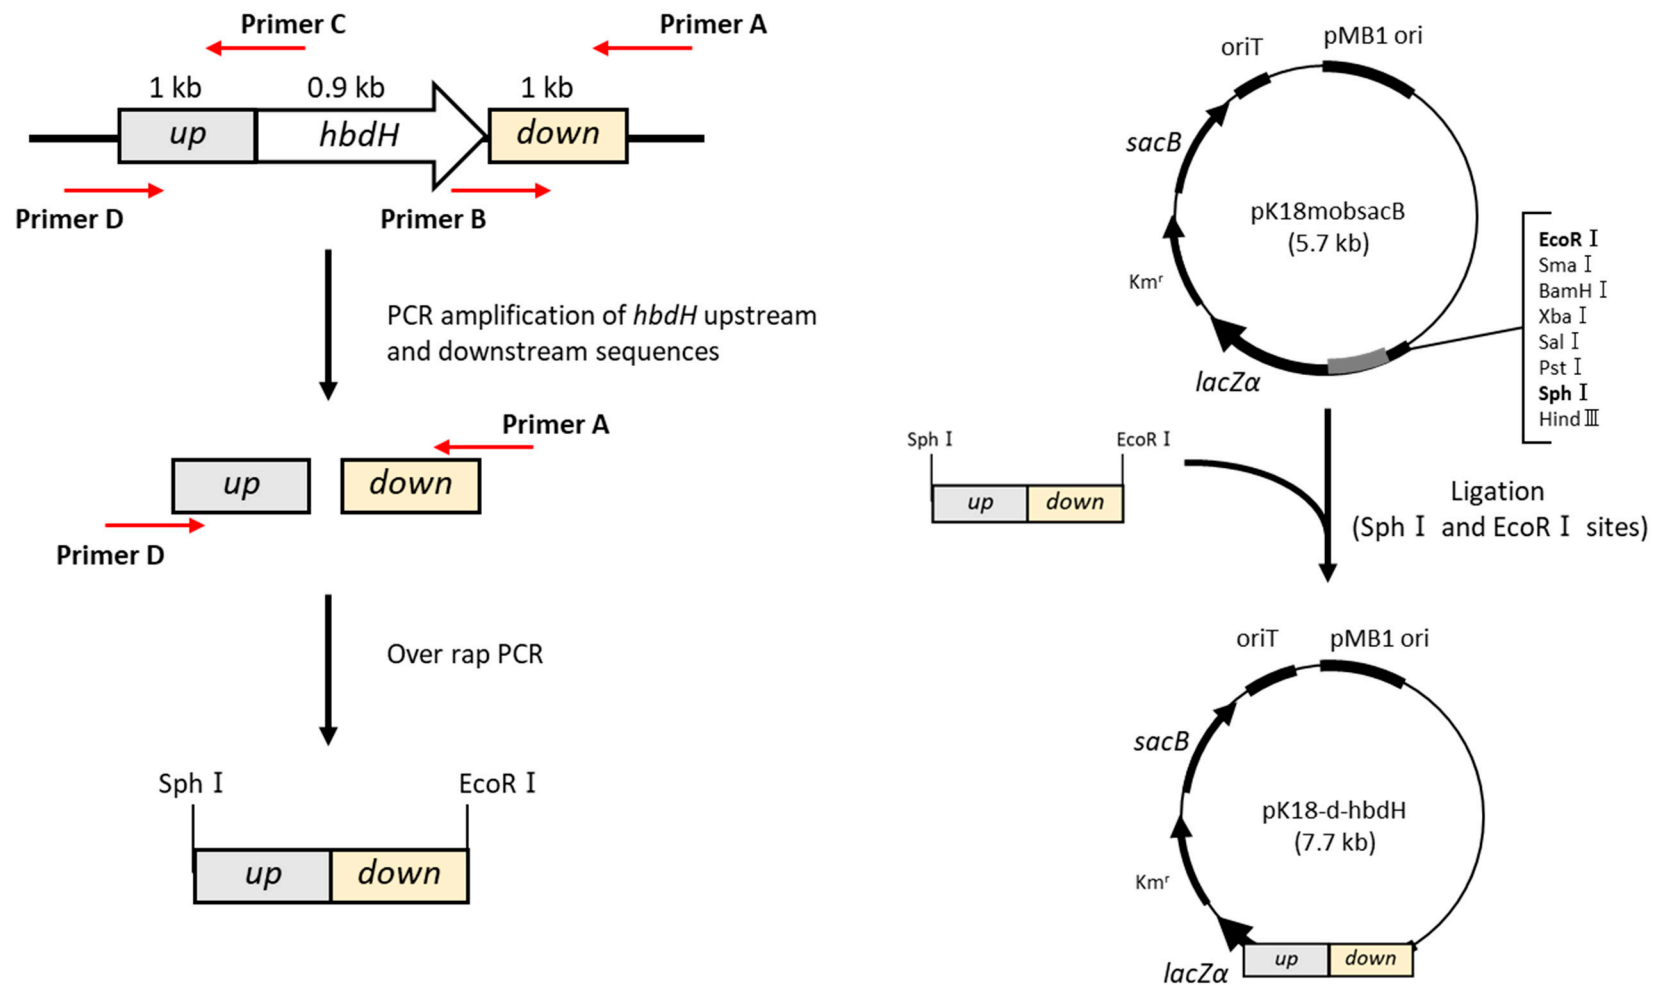 Primer C
Primer A
1 kb
0.9 kb
1 kb
up
hbdH
down
Primer D
Primer B
PCR amplification of hbdH upstream
and downstream sequences
Primer A
up
down
Primer D
Over rap PCR
Sph Ⅰ
EcoR Ⅰ
up
down
oriT
pMB1 ori
sacB
pK18mobsacB
(5.7 kb)
Kmʳ
lacZα
EcoR Ⅰ
Sma Ⅰ
BamH Ⅰ
Xba Ⅰ
Sal Ⅰ
Pst Ⅰ
Sph Ⅰ
Hind Ⅲ
Sph Ⅰ
EcoR Ⅰ
up
down
Ligation
(Sph Ⅰ and EcoR Ⅰ sites)
oriT
pMB1 ori
sacB
pK18-d-hbdH
(7.7 kb)
Kmʳ
lacZα
up
down